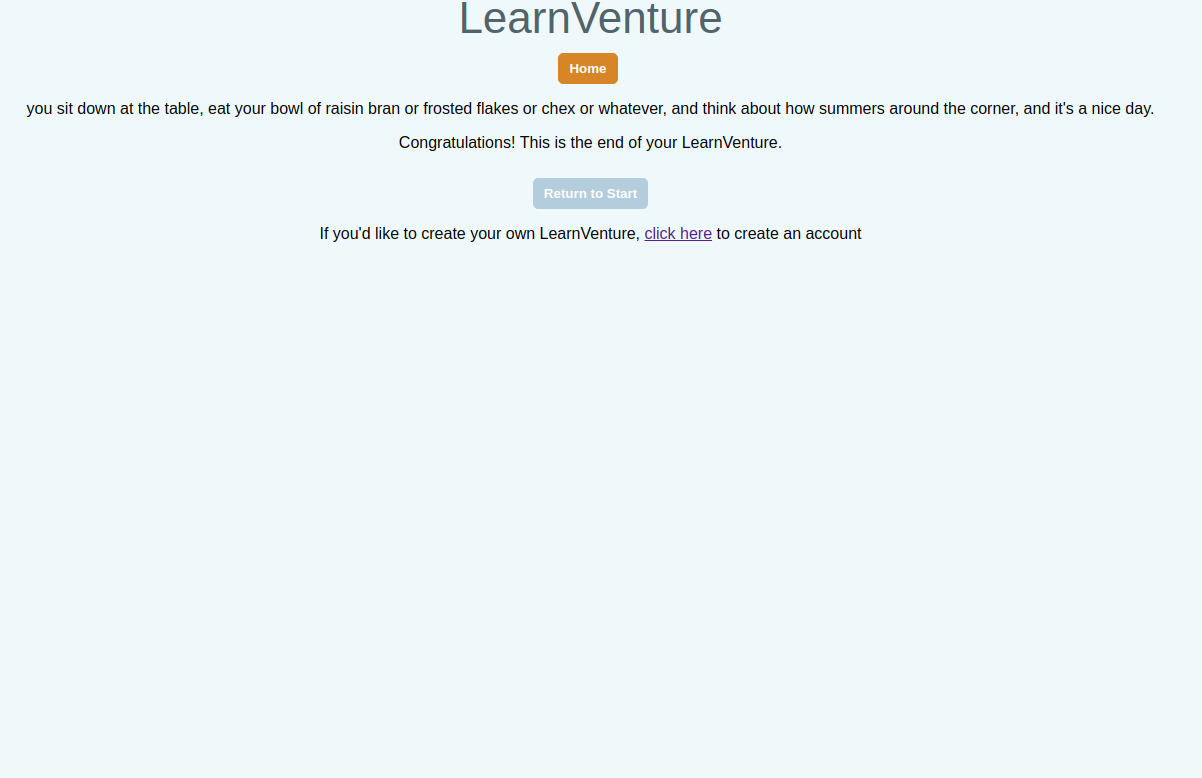 LearnVenture
Home
you sit down at the table, eat your bowl of raisin bran or frosted flakes or chex or whatever, and think about how summers around the corner, and it's a nice day.
Congratulations! This is the end of your LearnVenture.
Return to Start
If you'd like to create your own LearnVenture, click here to create an account